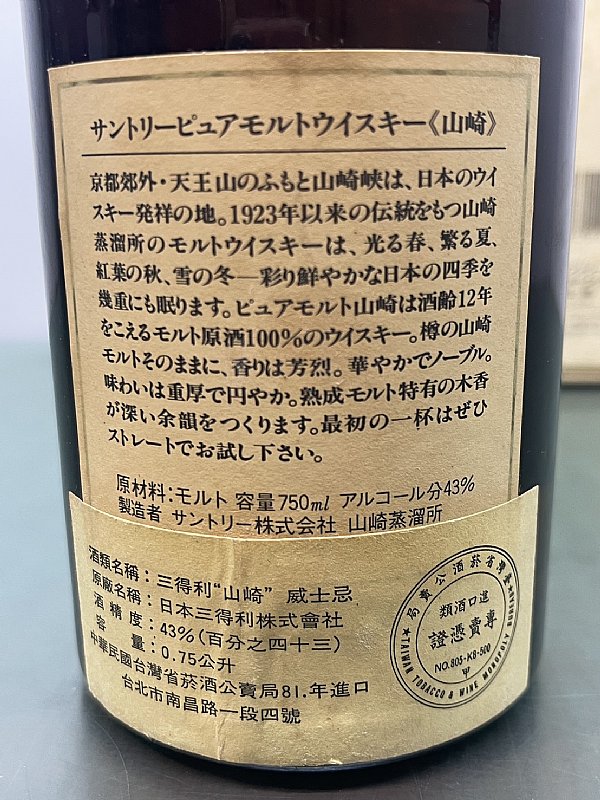 サントリーピュアモルトウイスキー《山崎》
京都郊外・天王山のふもと山崎峡は、日本のウイ
スキー発祥の地。1923年以来の伝統をもつ山崎
蒸溜所のモルトウイスキーは、光る春、繁る夏、
紅葉の秋、雪の冬―彩り鮮やかな日本の四季を
幾重にも眠ります。ピュアモルト山崎は酒齢12年
をこえるモルト原酒100%のウイスキー。樽の山崎
モルトそのままに、香りは芳烈。華やかでノーブル。
味わいは重厚で円やか。熟成モルト特有の木香
が深い余韻をつくります。最初の一杯はぜひ
ストレートでお試し下さい。
原材料:モルト 容量750ml アルコール分43%
製造者 サントリー株式会社 山崎蒸溜所
酒類名稱:三得利“山崎” 威士忌
原廠名稱:日本三得利株式會社
酒精度:43%(百分之四十三)
容量:0.75公升
中華民國台灣省菸酒公賣局81.年進口
台北市南昌路一段四號
臺灣省菸酒公賣局
進口酒類
專賣憑證
NO.803-K8-500
甲
TAIWAN TOBACCO & WINE MONOPOLY BUREAU